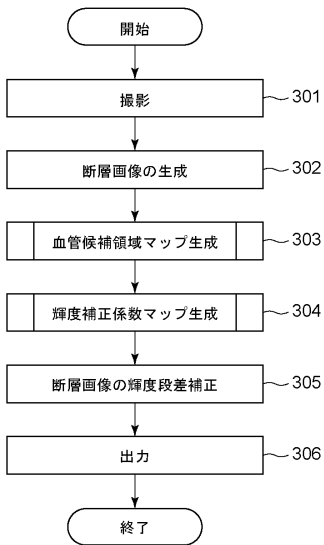 開始
撮影
301
断層画像の生成
302
血管候補領域マップ生成
303
輝度補正係数マップ生成
304
断層画像の輝度段差補正
305
出力
306
終了